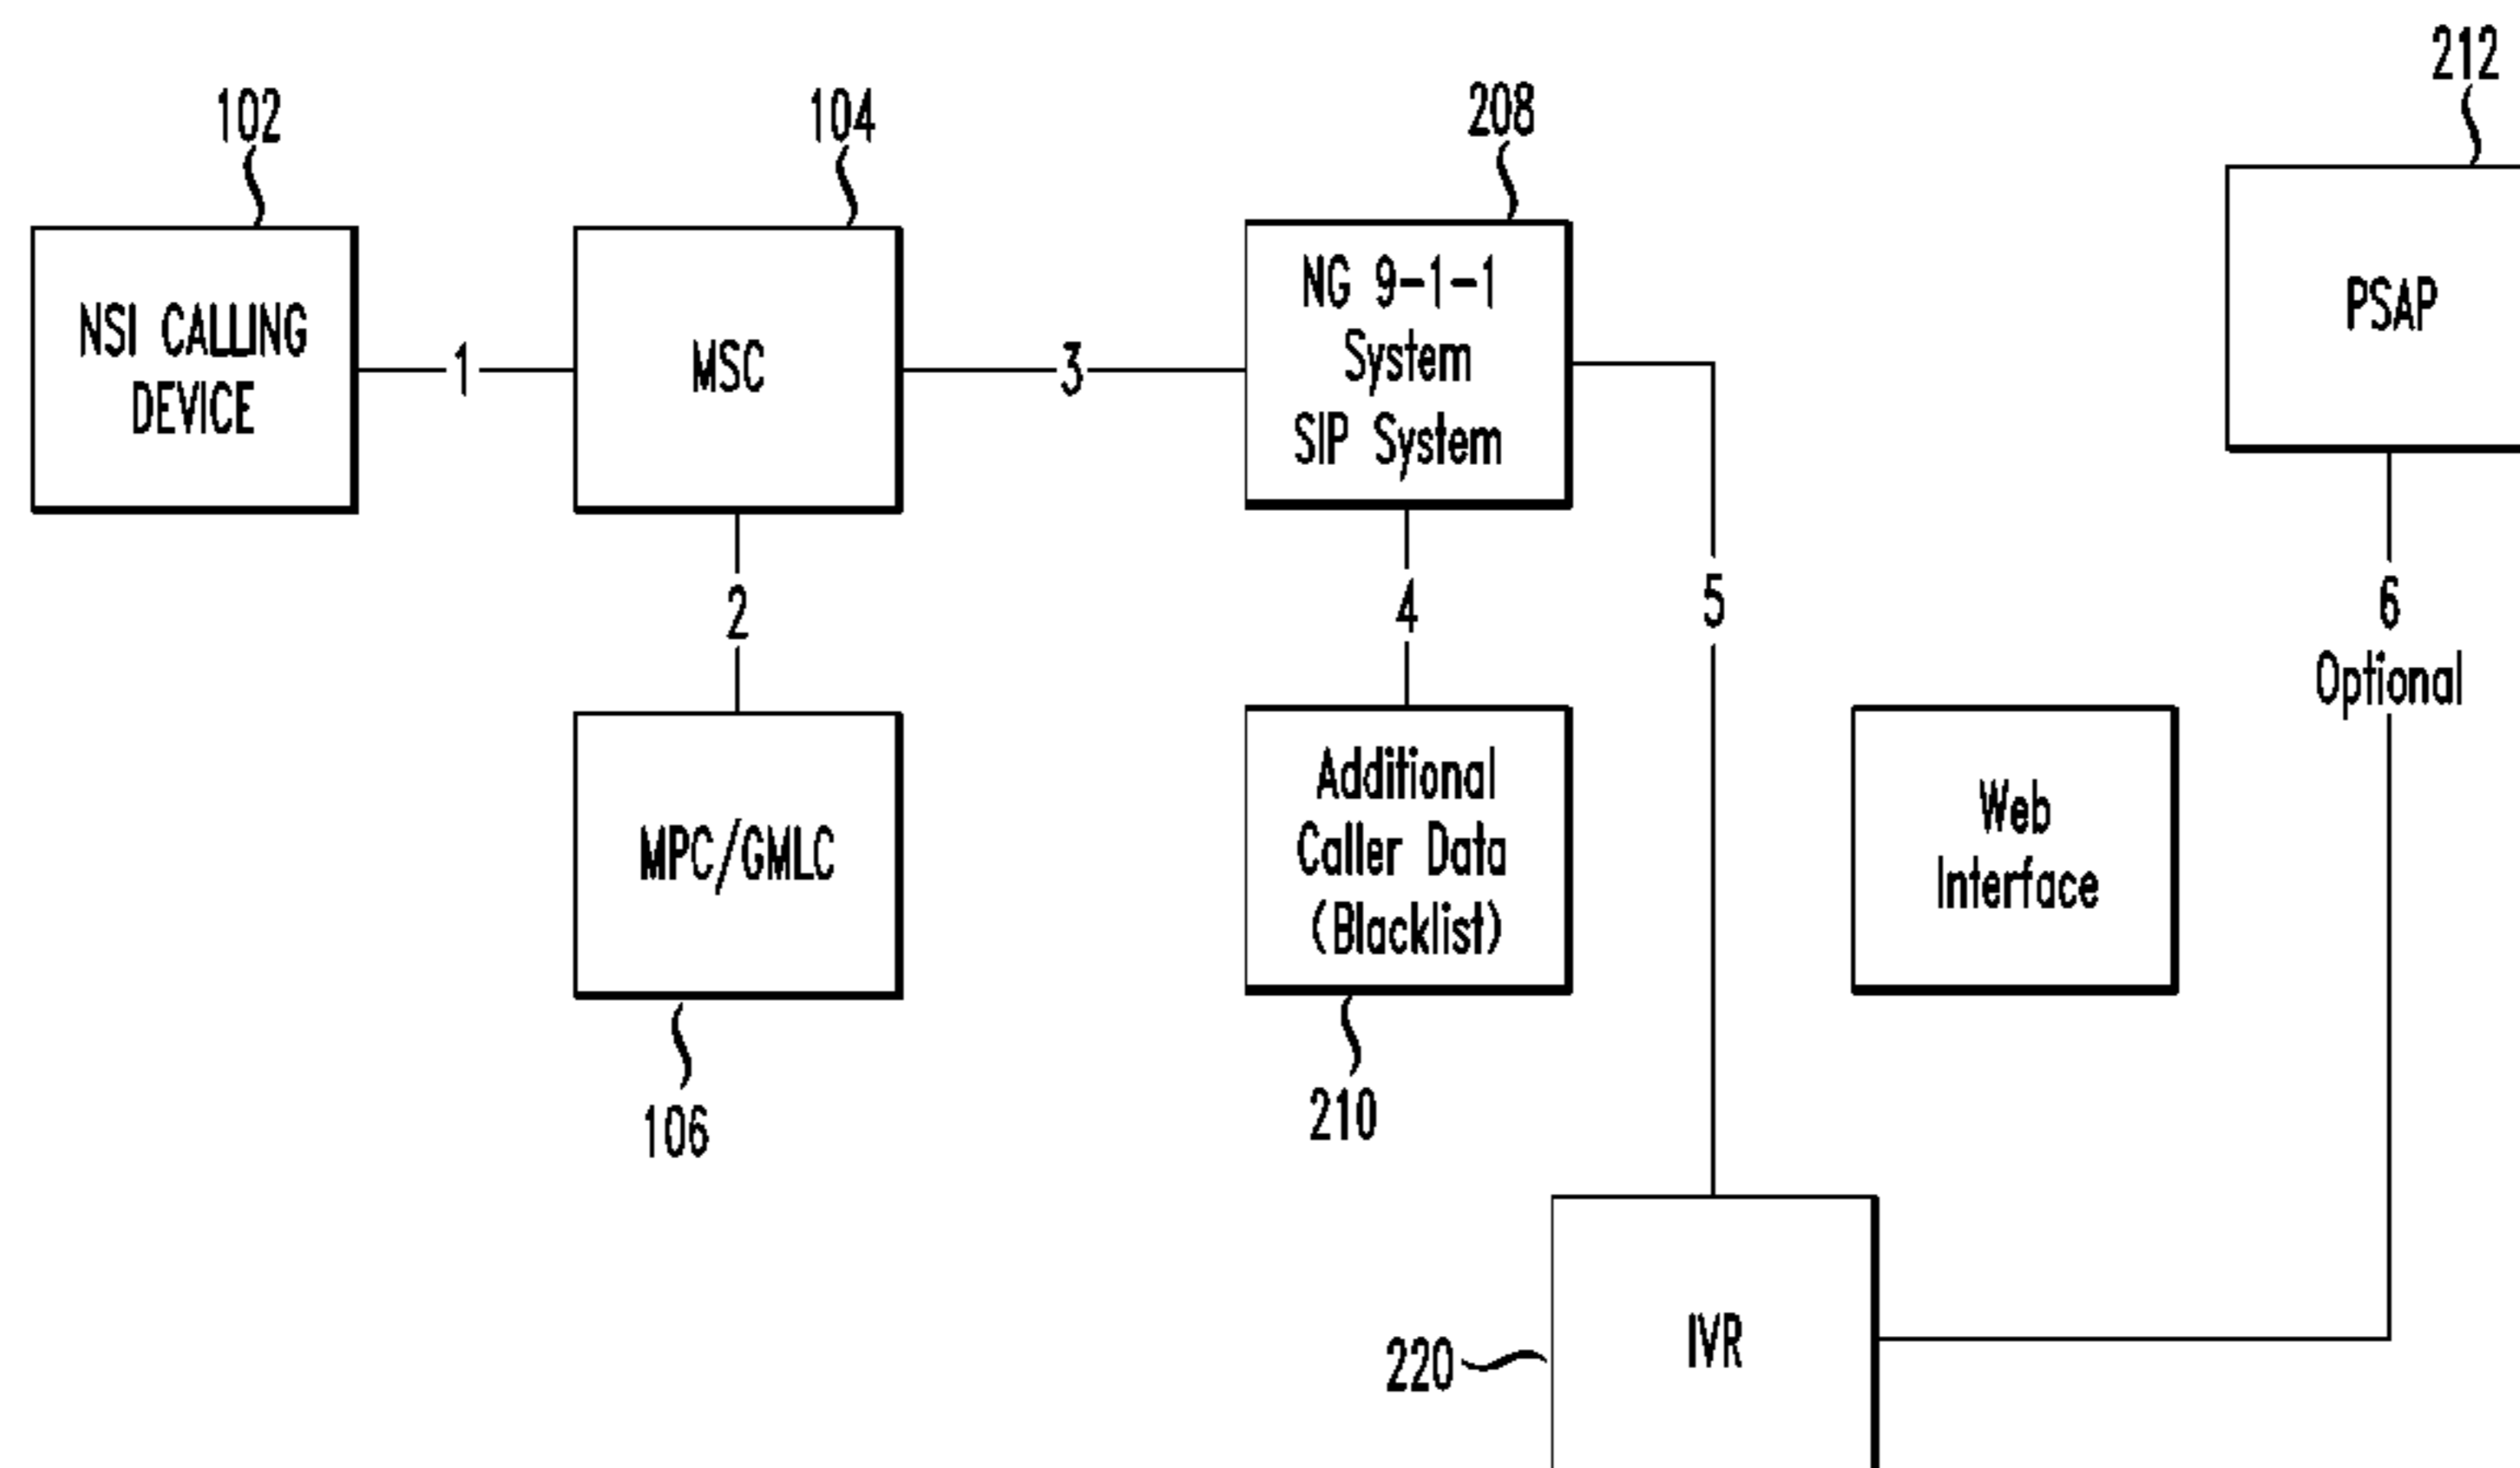 212
102
104
208
NSI CALLING
DEVICE
1
MSC
3
NG 9-1-1
System
SIP System
PSAP
2
4
5
6
Optional
MPC/GMLC
Additional
Caller Data
(Blacklist)
Web
Interface
106
210
220
IVR